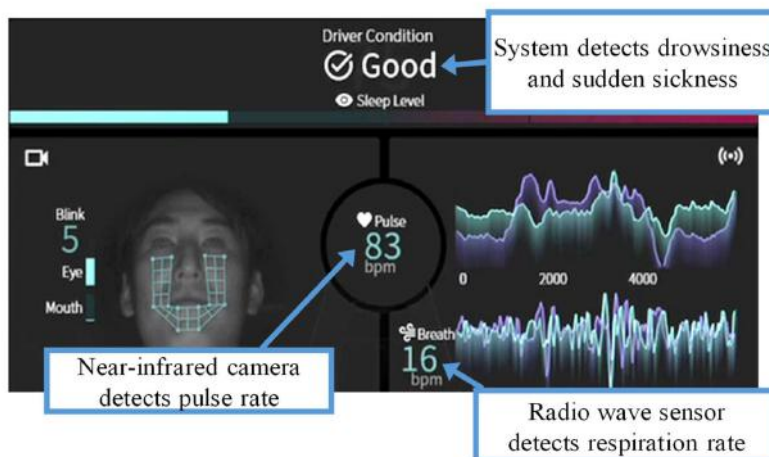 Driver Condition
Good
Sleep Level
System detects drowsiness
and sudden sickness
Blink
5
Eye
Mouth
Pulse
83
bpm
0 2000 4000
Breath
16
bpm
Near-infrared camera
detects pulse rate
Radio wave sensor
detects respiration rate